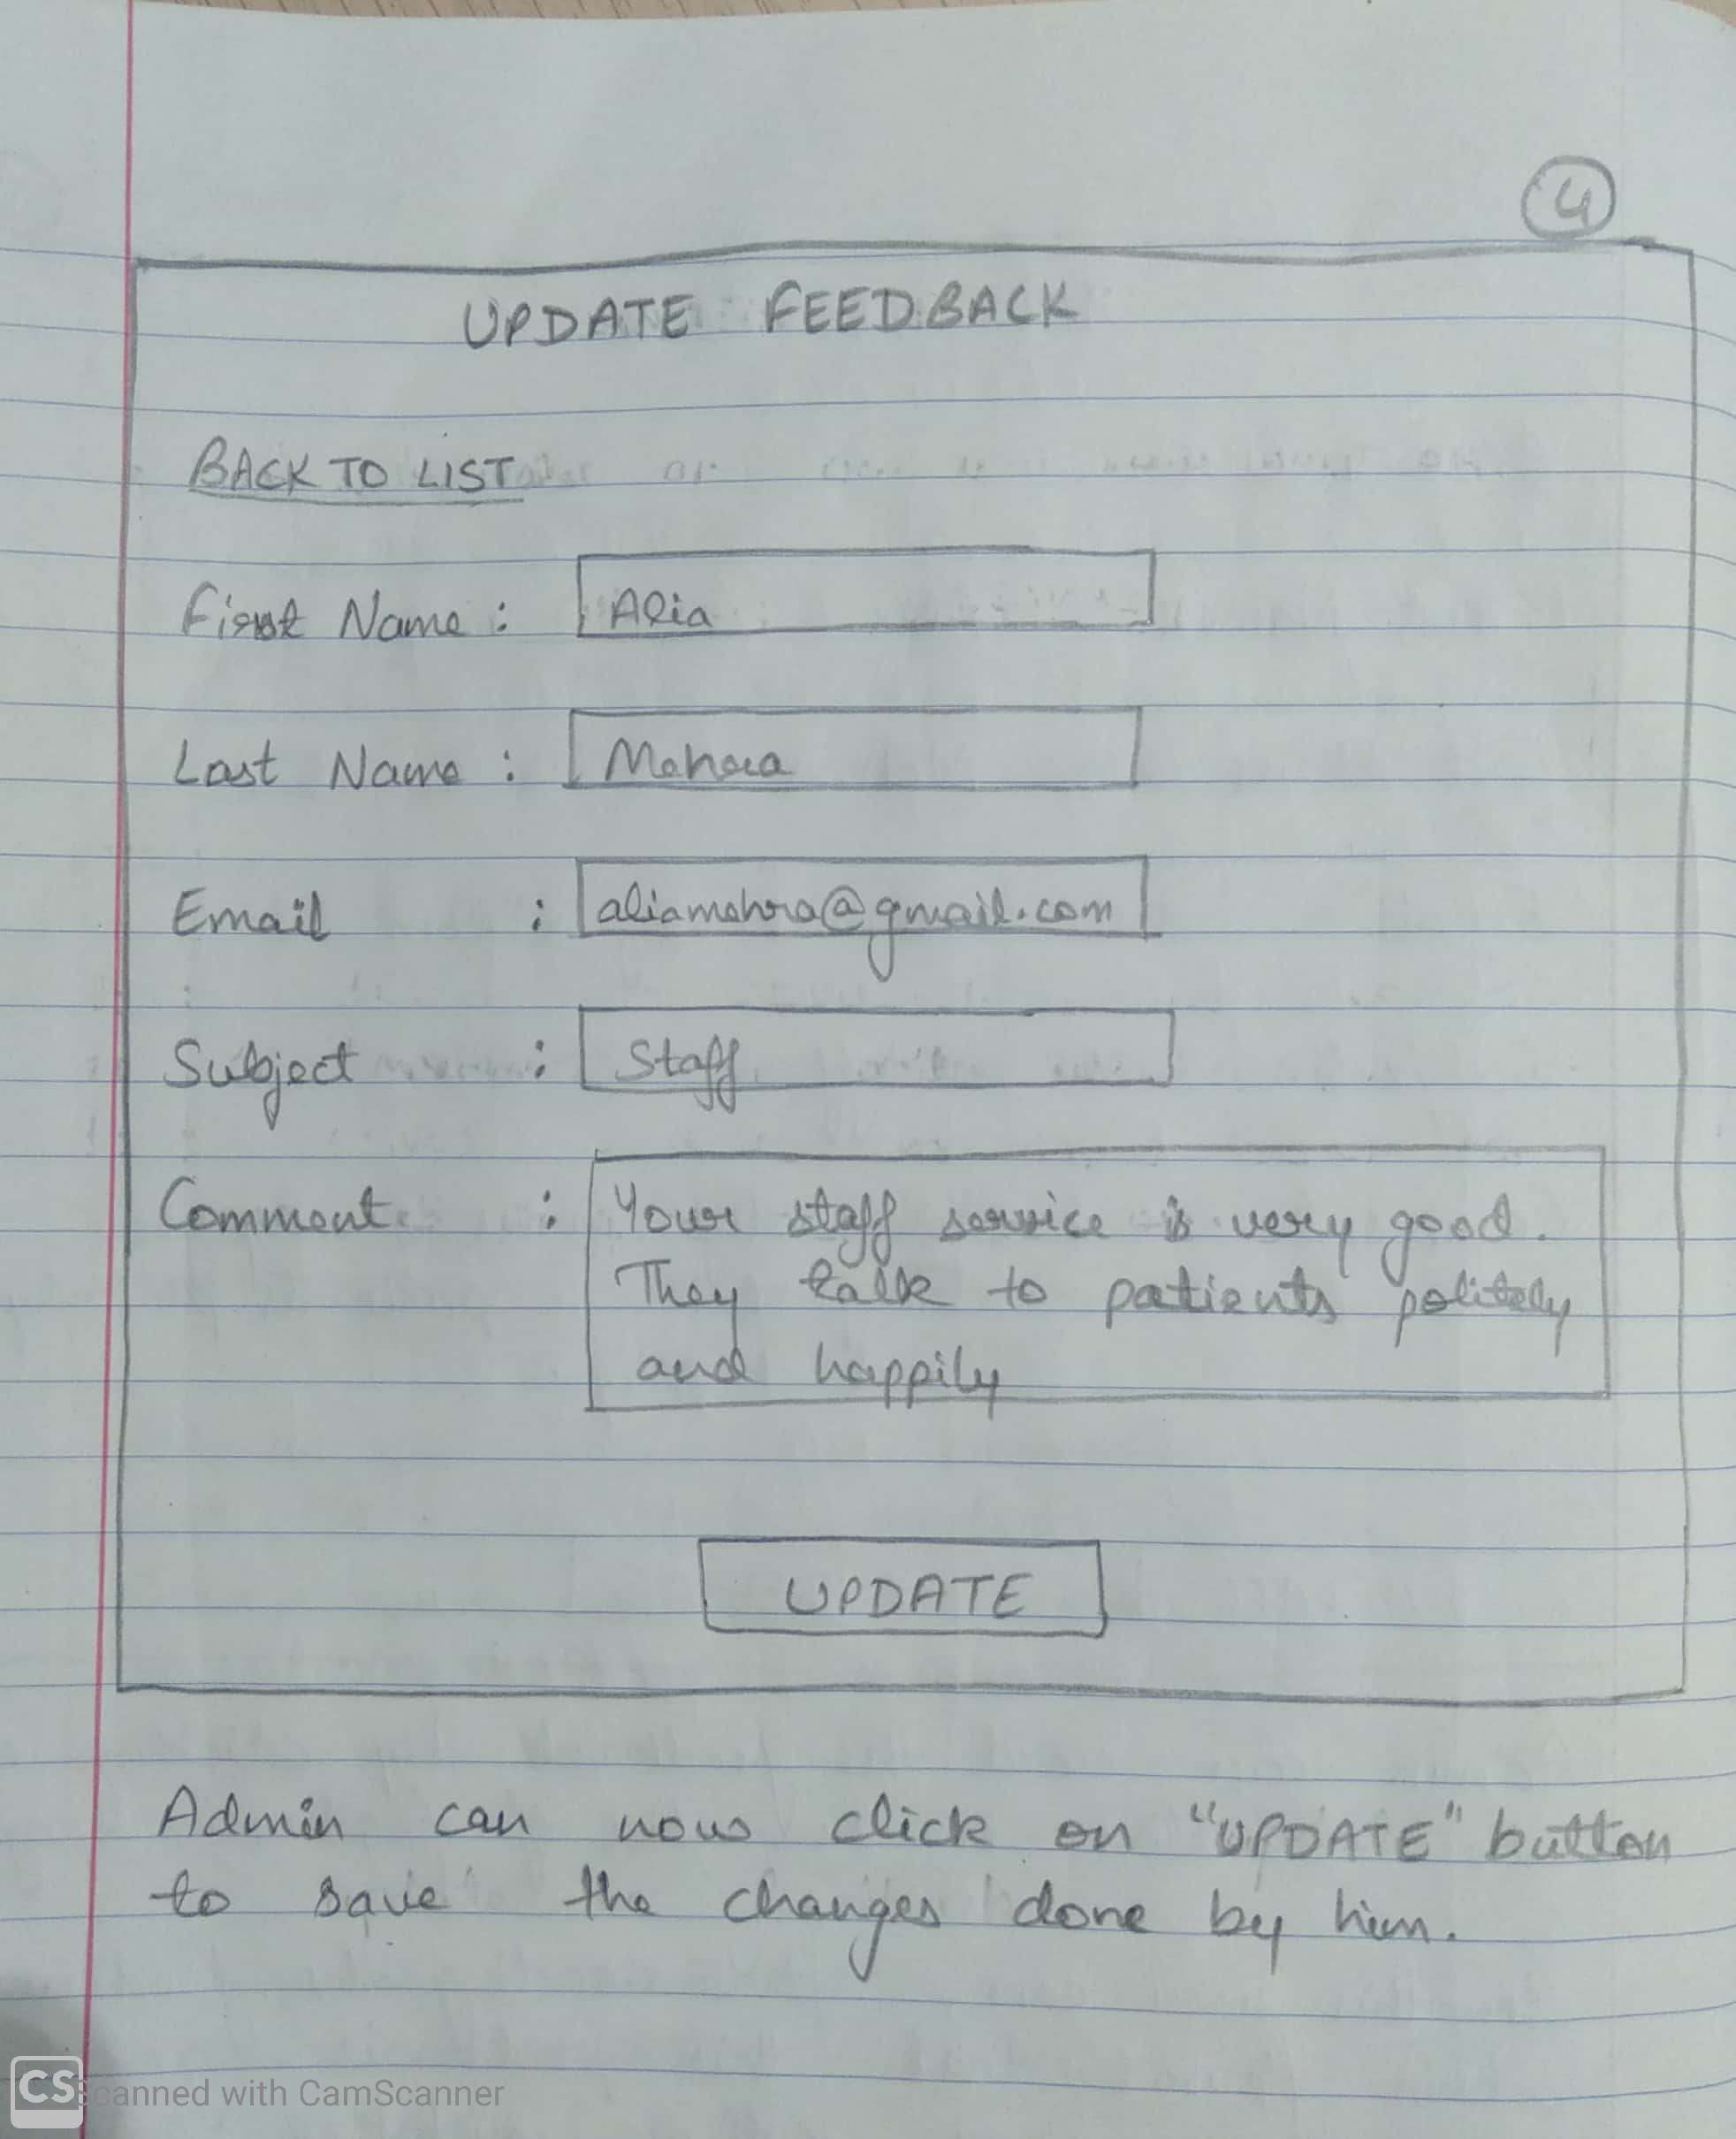 4
UPDATE FEEDBACK
BACK TO LIST
First Name : Alia
Last Name : Mehra
Email : aliamehra@gmail.com
Subject : Staff
Comment : Your staff service is very good.
They talk to patients politely
and happily
UPDATE
Admin can now click on "UPDATE" button
to save the changes done by him.
CS Scanned with CamScanner